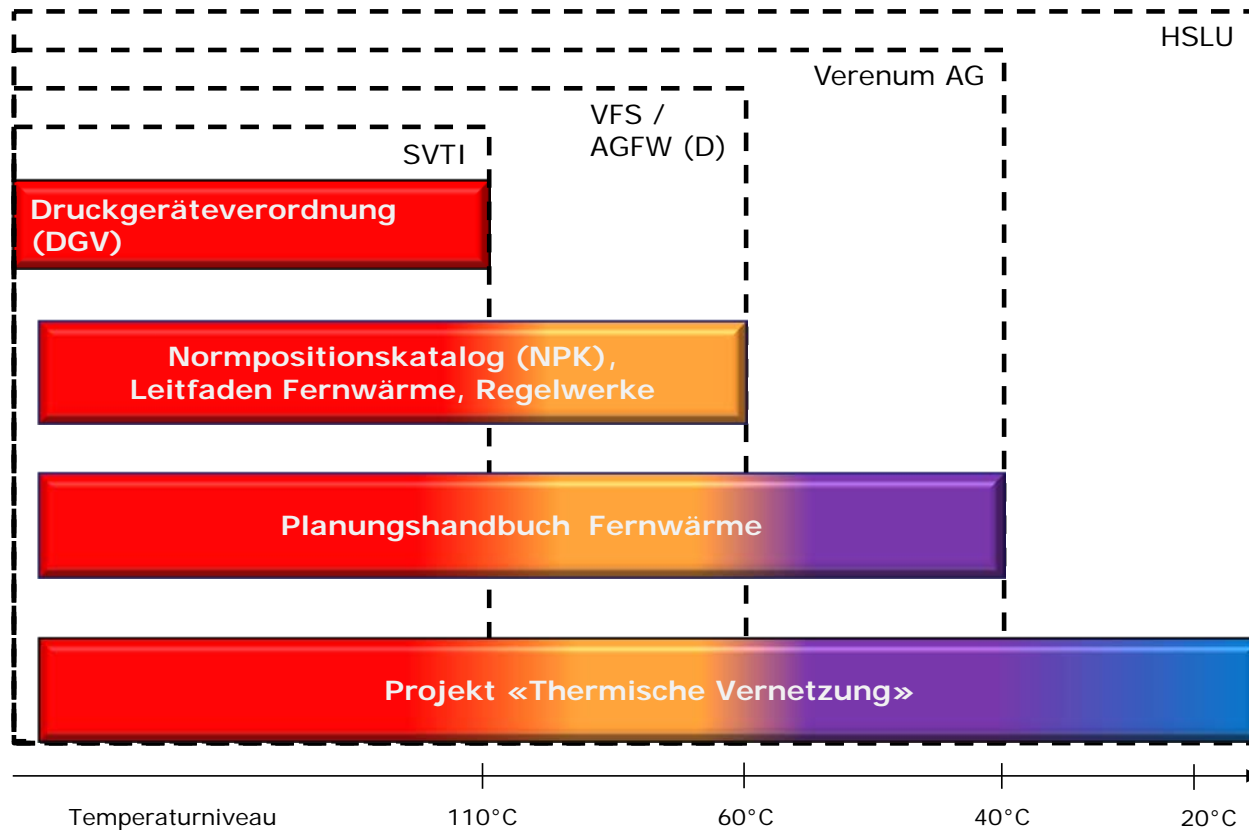 HSLU
Verenum AG
VFS /
AGFW (D)
SVTI
Druckgeräteverordnung
(DGV)
Normpositionskatalog (NPK),
Leitfaden Fernwärme, Regelwerke
Planungshandbuch Fernwärme
Projekt «Thermische Vernetzung»
Temperaturniveau 110°C 60°C 40°C 20°C